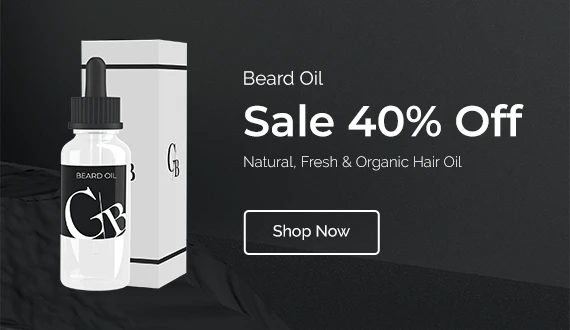 Beard Oil
Sale 40% Off
Natural, Fresh & Organic Hair Oil
Shop Now
BEARD OIL
GB
GB
B